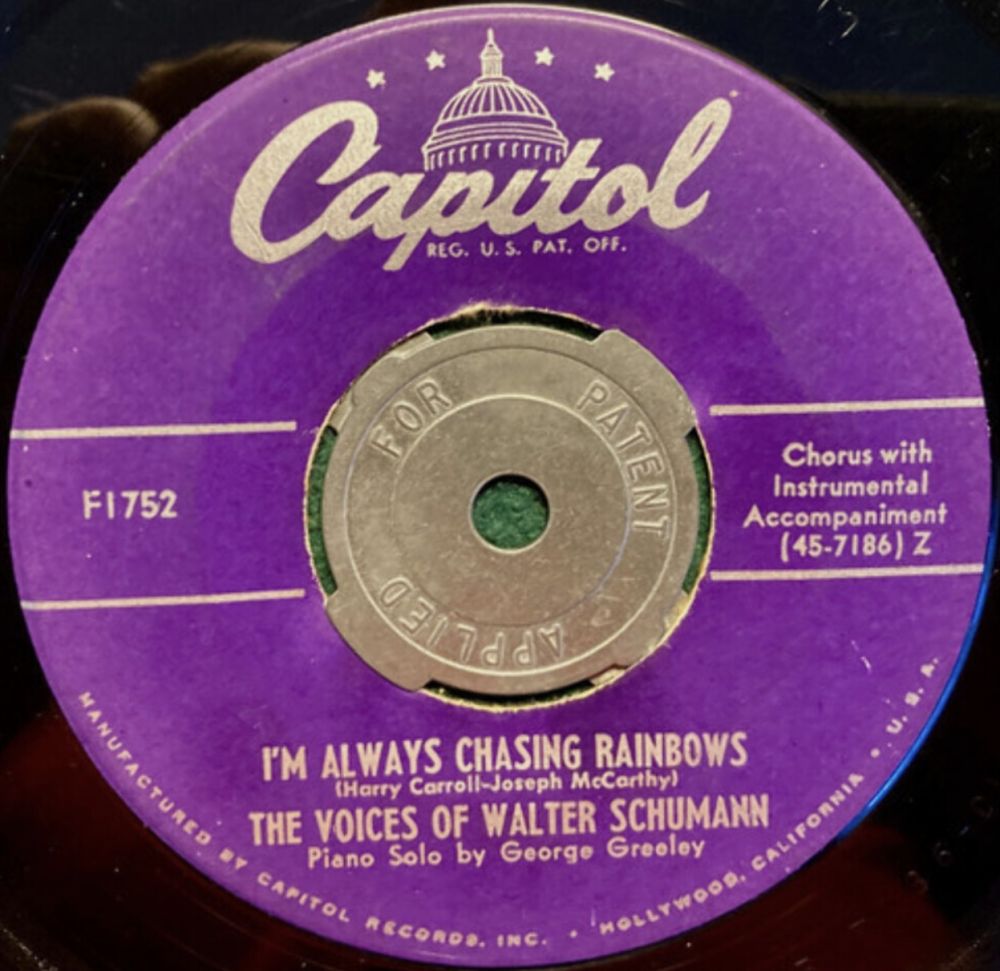 Capitol
REG. U.S. PAT. OFF.
FOR PATENT APPLIED
F1752
Chorus with
Instrumental
Accompaniment
(45-7186) Z
I'M ALWAYS CHASING RAINBOWS
(Harry Carroll-Joseph McCarthy)
THE VOICES OF WALTER SCHUMANN
Piano Solo by George Greeley
MANUFACTURED BY CAPITOL RECORDS, INC. • HOLLYWOOD, CALIFORNIA • U. S. A.